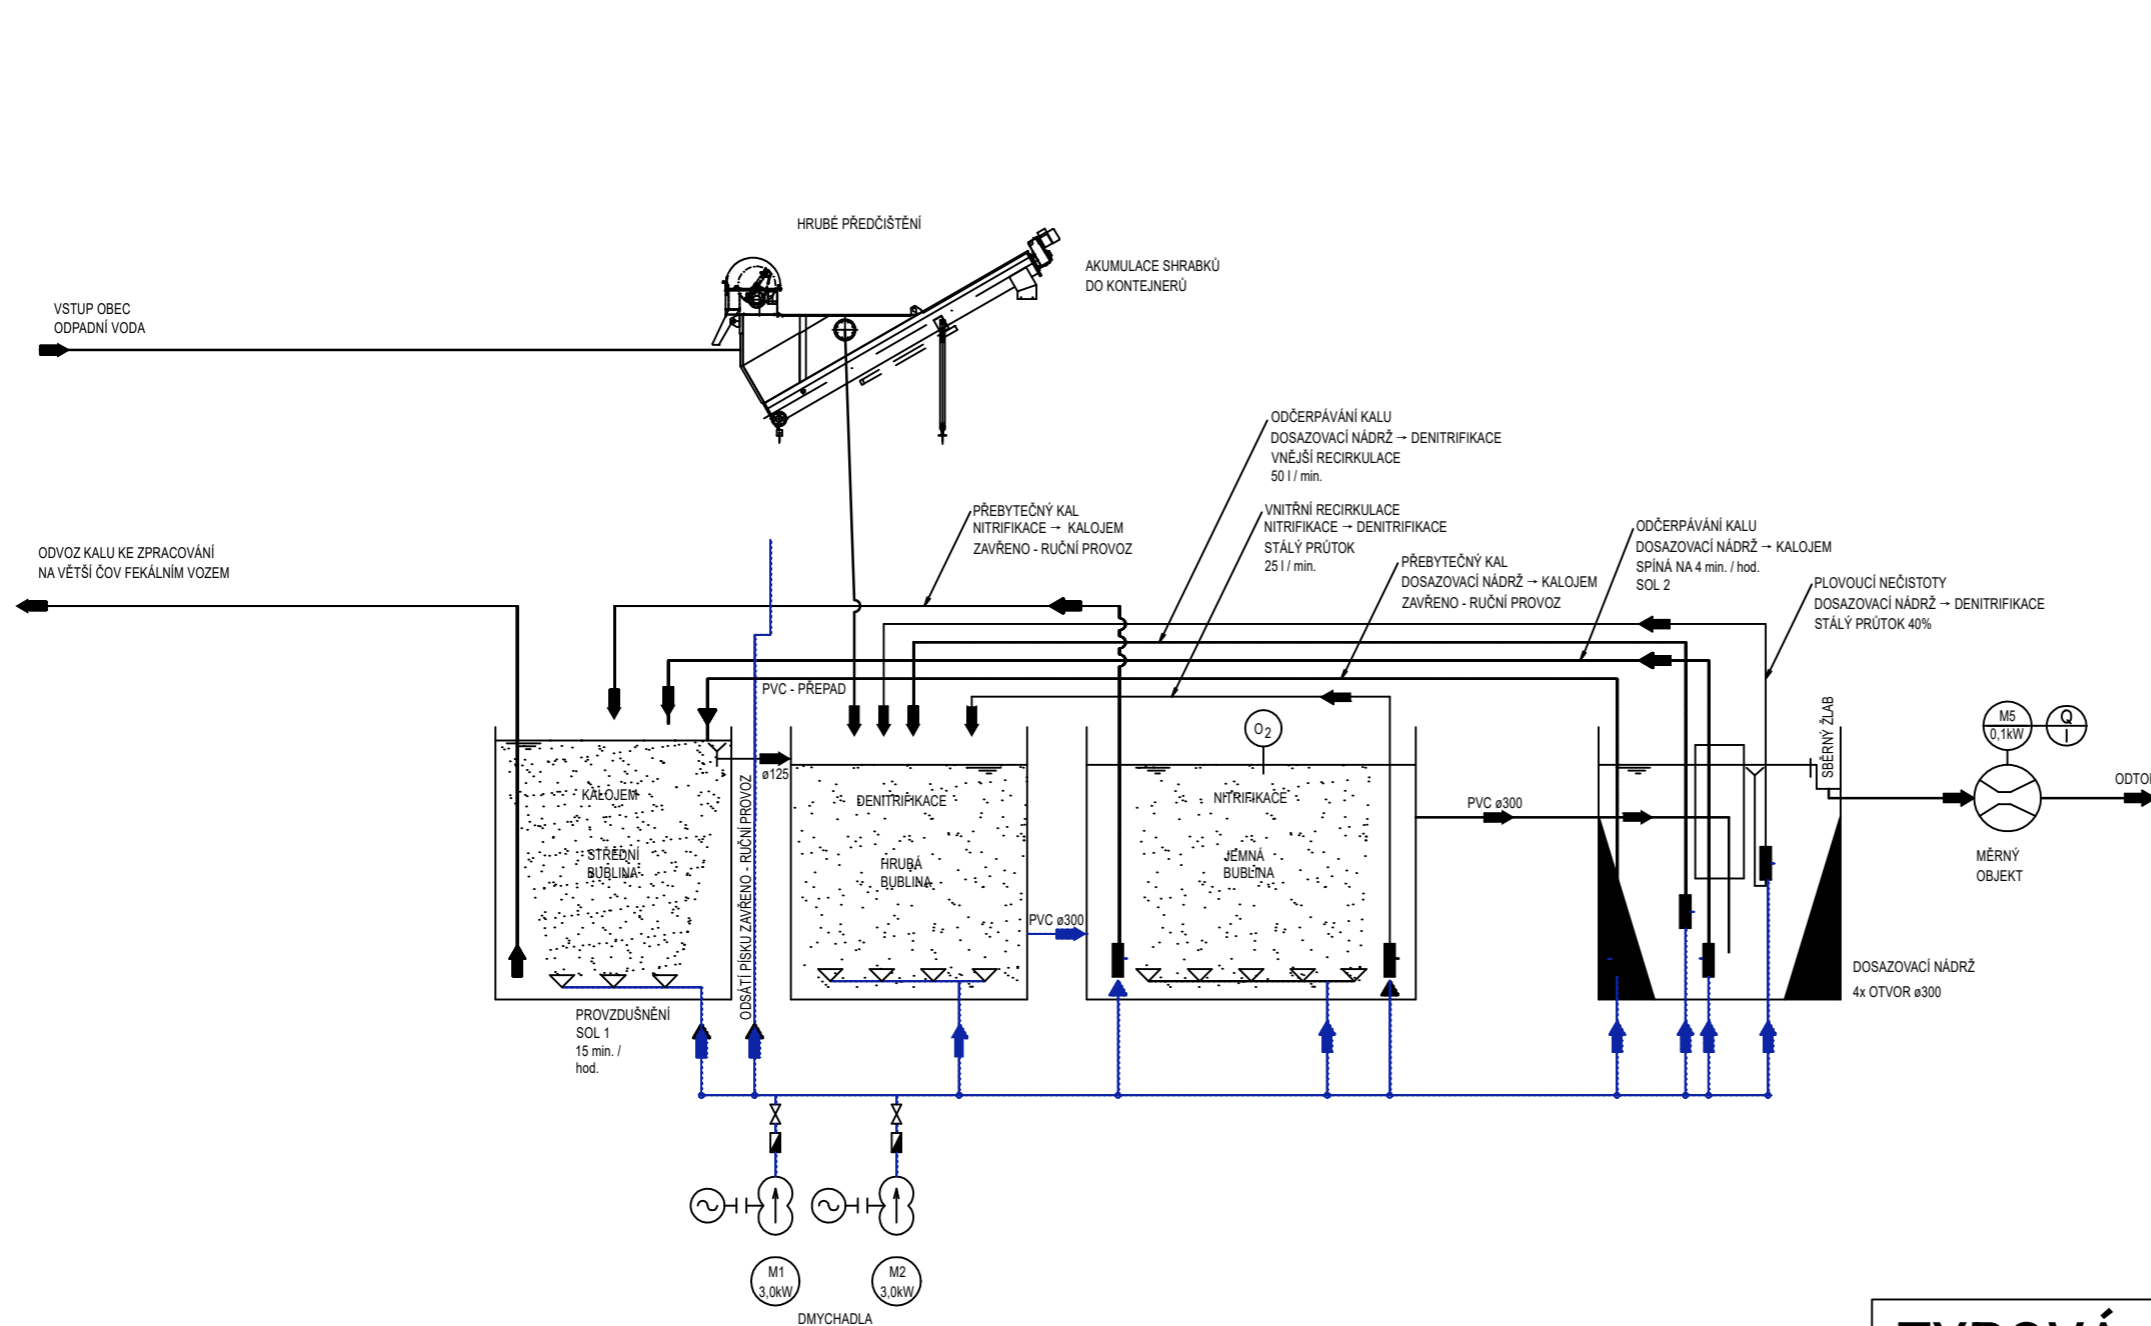 HRUBÉ PŘEDČIŠTĚNÍ
AKUMULACE SHRABKŮ
DO KONTEJNERŮ
VSTUP OBEC
ODPADNÍ VODA
ODČERPÁVÁNÍ KALU
DOSAZOVACÍ NÁDRŽ → DENITRIFIKACE
VNĚJŠÍ RECIRKULACE
50 l / min.
PŘEBYTEČNÝ KAL
NITRIFIKACE → KALOJEM
ZAVŘENO - RUČNÍ PROVOZ
VNITŘNÍ RECIRKULACE
NITRIFIKACE → DENITRIFIKACE
STÁLÝ PRŮTOK
25 l / min.
ODČERPÁVÁNÍ KALU
DOSAZOVACÍ NÁDRŽ → KALOJEM
SPÍNÁ NA 4 min. / hod.
SOL 2
PŘEBYTEČNÝ KAL
DOSAZOVACÍ NÁDRŽ → KALOJEM
ZAVŘENO - RUČNÍ PROVOZ
PLOVOUCÍ NEČISTOTY
DOSAZOVACÍ NÁDRŽ → DENITRIFIKACE
STÁLÝ PRŮTOK 40%
ODVOZ KALU KE ZPRACOVÁNÍ
NA VĚTŠÍ ČOV FEKÁLNÍM VOZEM
PVC - PŘEPAD
ø125
ODSÁTÍ PÍSKU ZAVŘENO - RUČNÍ PROVOZ
KALOJEM
STŘEDNÍ
BUBLINA
DENITRIFIKACE
HRUBÁ
BUBLINA
PVC ø300
O2
NITRIFIKACE
JEMNÁ
BUBLINA
PVC ø300
SBĚRNÝ ŽLAB
M5
0,1kW
Q
I
MĚRNÝ
OBJEKT
DOSAZOVACÍ NÁDRŽ
4x OTVOR ø300
PROVZDUŠNĚNÍ
SOL 1
15 min. /
hod.
M1
3,0kW
M2
3,0kW
DMYCHADLA
TYPOVÁ